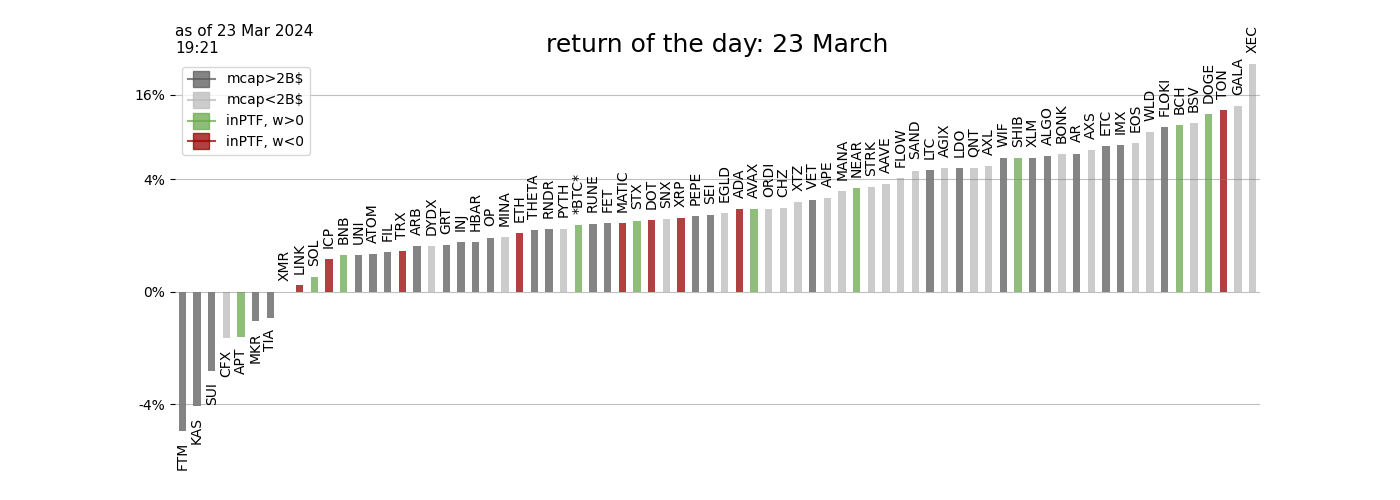 as of 23 Mar 2024
19:21
return of the day: 23 March
mcap>2B$
mcap<2B$
inPTF, w>0
inPTF, w<0
16%
4%
0%
-4%
FTM
KAS
SUI
CFX
APT
MKR
TIA
XMR
LINK
SOL
ICP
BNB
UNI
ATOM
FIL
TRX
ARB
DYDX
GRT
INJ
HBAR
OP
MINA
ETH
THETA
RNDR
PYTH
*BTC*
RUNE
FET
MATIC
STX
DOT
SNX
XRP
PEPE
SEI
EGLD
ADA
AVAX
ORDI
CHZ
XTZ
VET
APE
MANA
NEAR
STRK
AAVE
FLOW
SAND
LTC
AGIX
LDO
QNT
AXL
WIF
SHIB
XLM
ALGO
BONK
AR
AXS
ETC
IMX
EOS
WLD
FLOKI
BCH
BSV
DOGE
TON
GALA
XEC